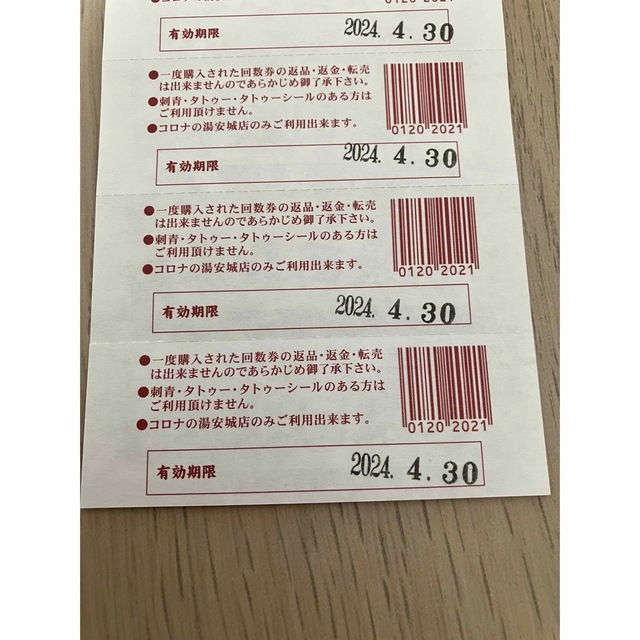 有効期限 2024. 4. 30
●一度購入された回数券の返品・返金・転売
は出来ませんのであらかじめ御了承下さい。
●刺青・タトゥー・タトゥーシールのある方は
ご利用頂けません。
●コロナの湯安城店のみご利用出来ます。
0120 2021
有効期限 2024. 4. 30
●一度購入された回数券の返品・返金・転売
は出来ませんのであらかじめ御了承下さい。
●刺青・タトゥー・タトゥーシールのある方は
ご利用頂けません。
●コロナの湯安城店のみご利用出来ます。
0120 2021
有効期限 2024. 4. 30
●一度購入された回数券の返品・返金・転売
は出来ませんのであらかじめ御了承下さい。
●刺青・タトゥー・タトゥーシールのある方は
ご利用頂けません。
●コロナの湯安城店のみご利用出来ます。
0120 2021
有効期限 2024. 4. 30